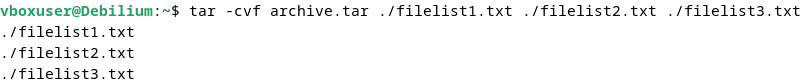 vboxuser@Debilium:~$ tar -cvf archive.tar ./filelist1.txt ./filelist2.txt ./filelist3.txt
./filelist1.txt
./filelist2.txt
./filelist3.txt